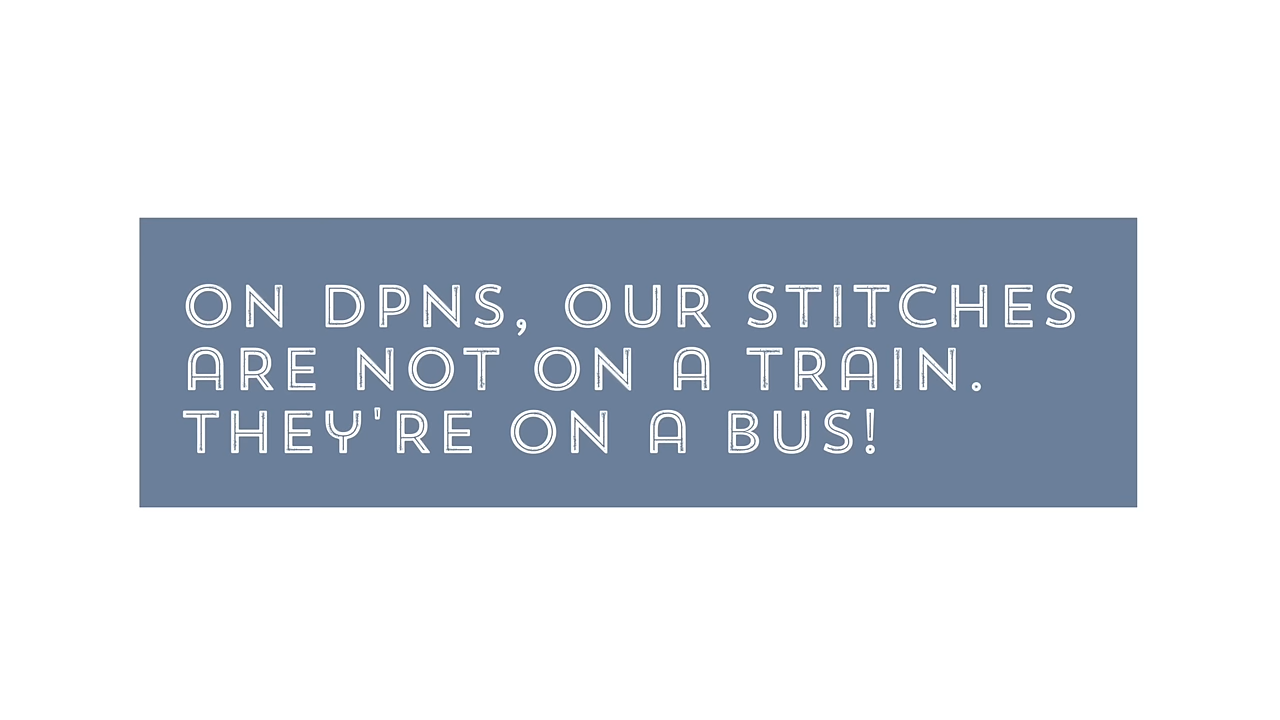 ON DPNS, OUR STITCHES
ARE NOT ON A TRAIN.
THEY'RE ON A BUS!